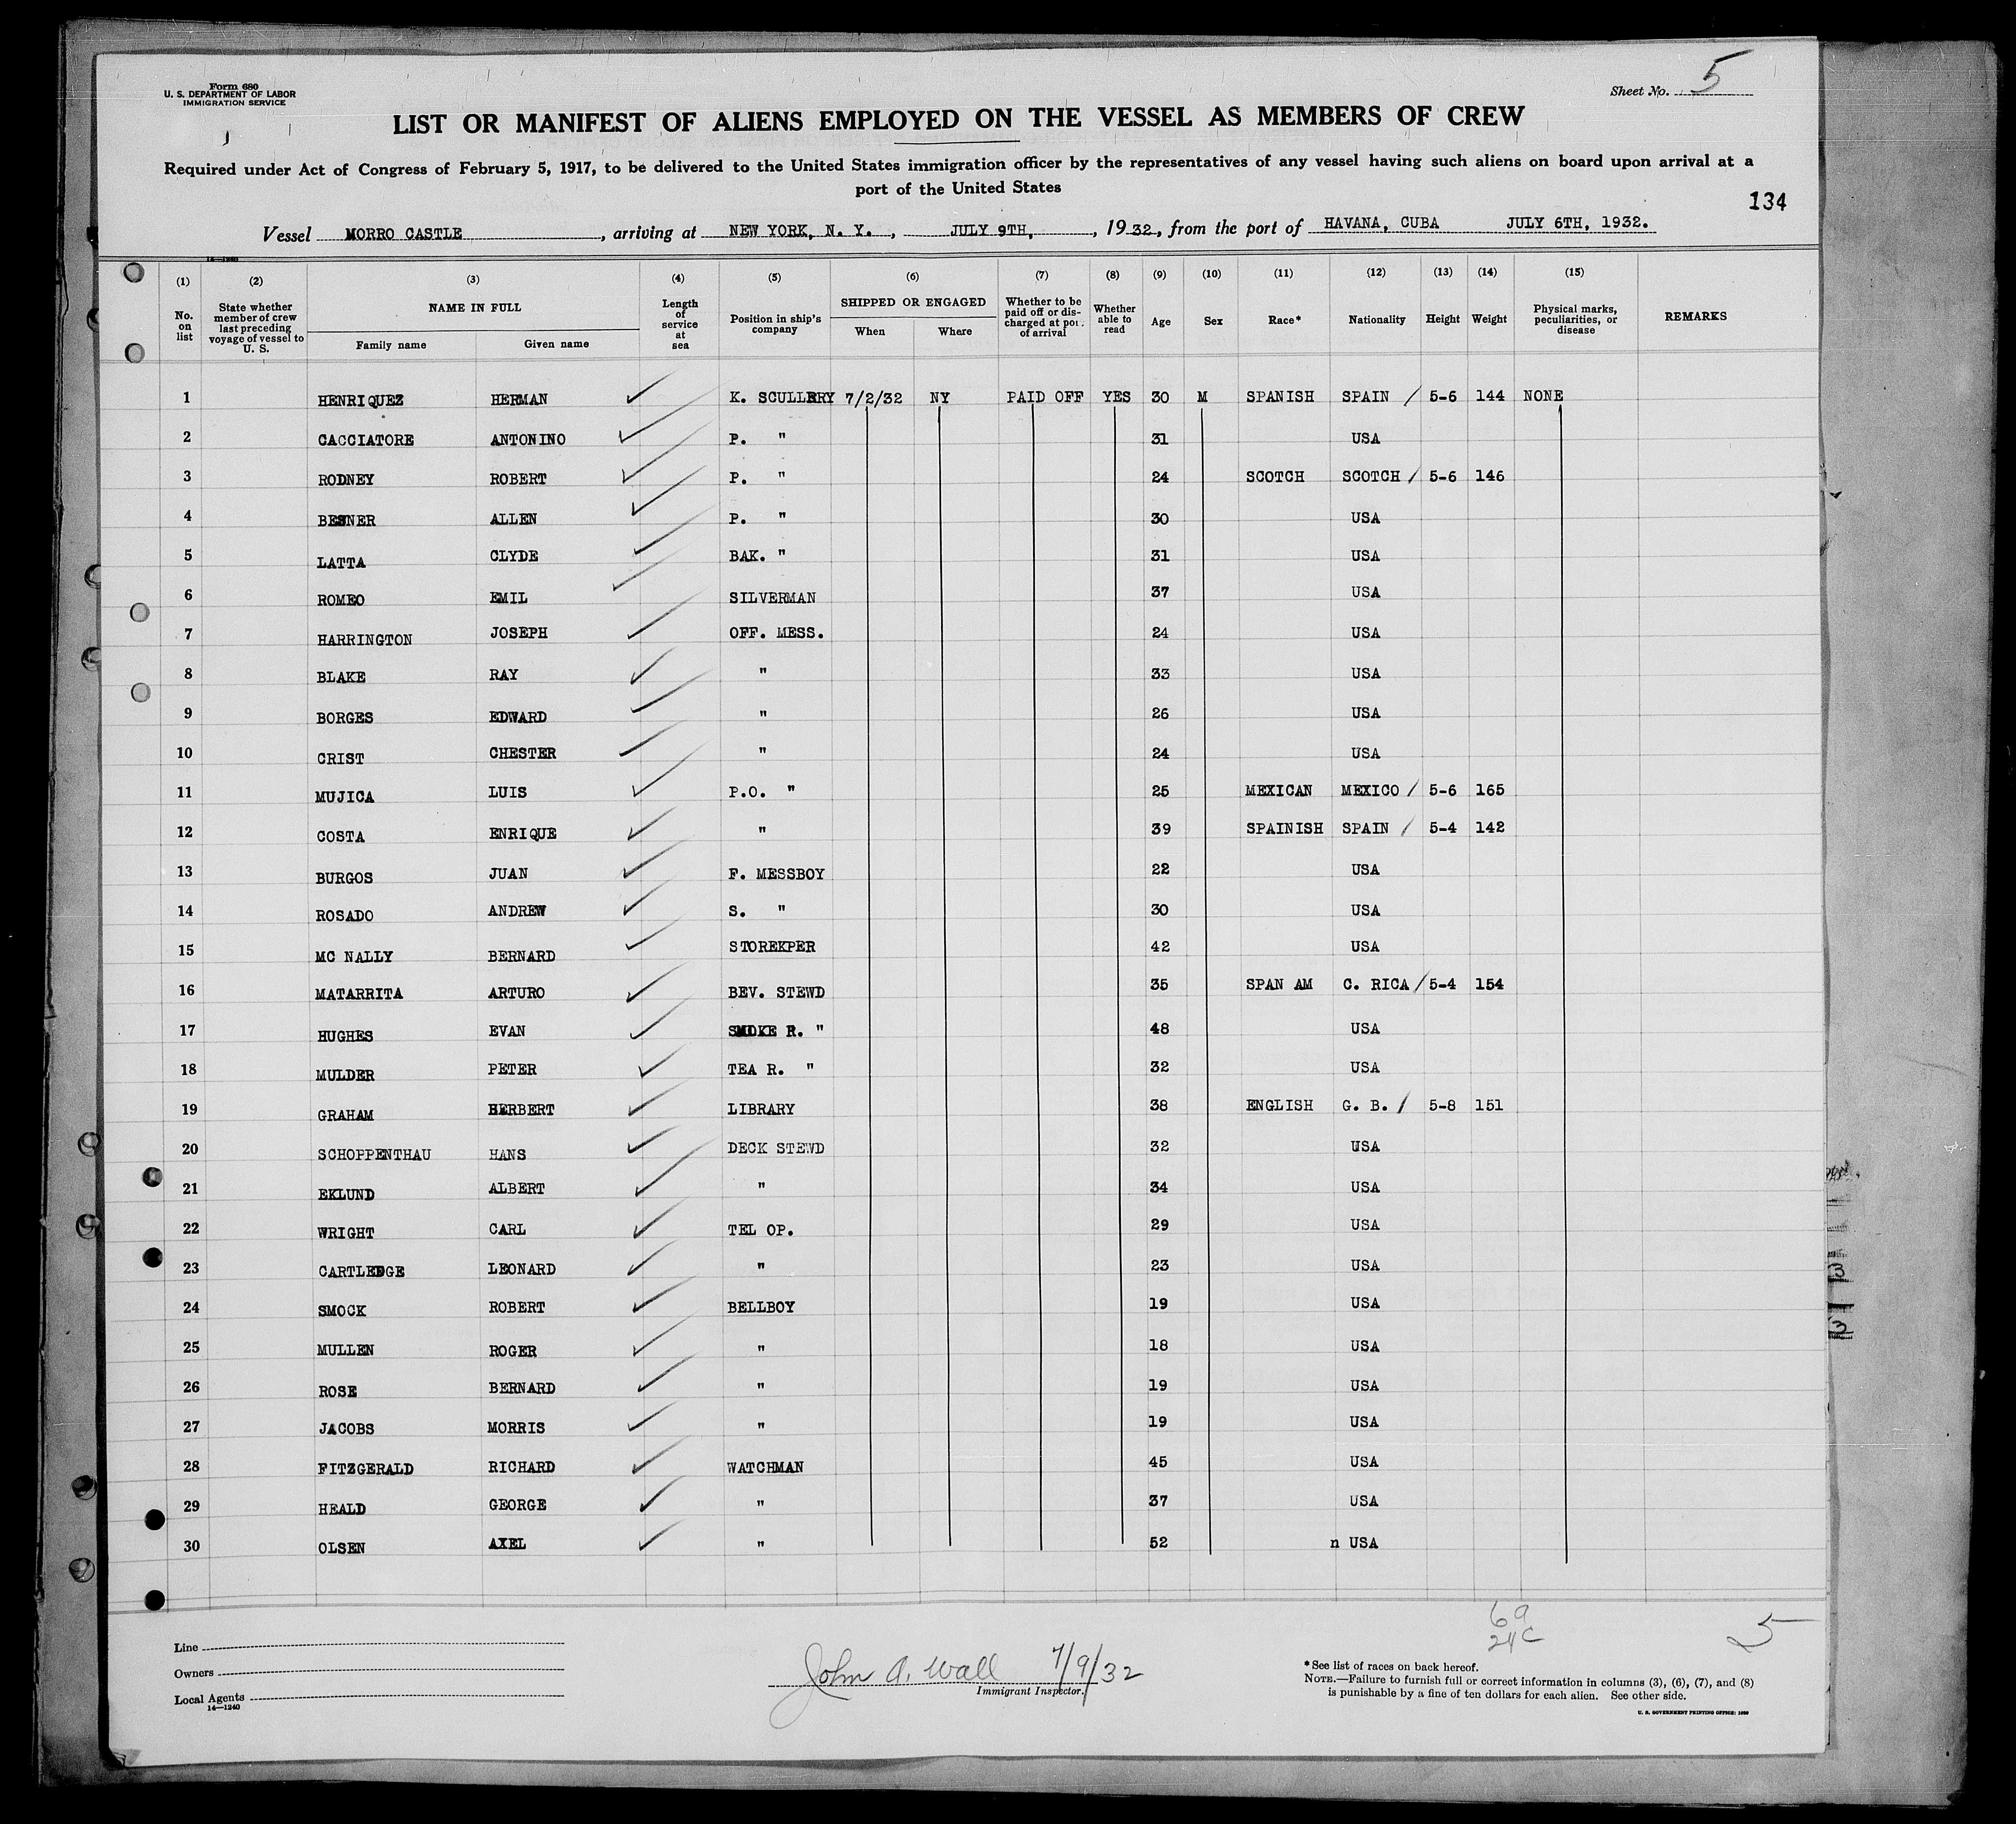 Form 680
U. S. DEPARTMENT OF LABOR
IMMIGRATION SERVICE
Sheet No. 5
LIST OR MANIFEST OF ALIENS EMPLOYED ON THE VESSEL AS MEMBERS OF CREW
Required under Act of Congress of February 5, 1917, to be delivered to the United States immigration officer by the representatives of any vessel having such aliens on board upon arrival at a
port of the United States
134
Vessel MORRO CASTLE, arriving at NEW YORK, N. Y., JULY 9TH, 1932, from the port of HAVANA, CUBA JULY 6TH, 1932.
14—1240
(1) (2) (3) (4) (5) (6) (7) (8) (9) (10) (11) (12) (13) (14) (15)
No. on list State whether member of crew last preceding voyage of vessel to U. S. NAME IN FULL Family name Given name Length of service at sea Position in ship's company SHIPPED OR ENGAGED When Where Whether to be paid off or discharged at port of arrival Whether able to read Age Sex Race* Nationality Height Weight Physical marks, peculiarities, or disease REMARKS
1 HENRIQUEZ HERMAN K. SCULLERY 7/2/32 NY PAID OFF YES 30 M SPANISH SPAIN / 5-6 144 NONE
2 CACCIATORE ANTONINO P. " 31 USA
3 RODNEY ROBERT P. " 24 SCOTCH SCOTCH / 5-6 146
4 BESNER ALLEN P. " 30 USA
5 LATTA CLYDE BAK. " 31 USA
6 ROMEO EMIL SILVERMAN 37 USA
7 HARRINGTON JOSEPH OFF. MESS. 24 USA
8 BLAKE RAY " 33 USA
9 BORGES EDWARD " 26 USA
10 CRIST CHESTER " 24 USA
11 MUJICA LUIS P.O. " 25 MEXICAN MEXICO / 5-6 165
12 COSTA ENRIQUE " 39 SPAINISH SPAIN / 5-4 142
13 BURGOS JUAN F. MESSBOY 22 USA
14 ROSADO ANDREW S. " 30 USA
15 MC NALLY BERNARD STOREKPER 42 USA
16 MATARRITA ARTURO BEV. STEWD 35 SPAN AM C. RICA / 5-4 154
17 HUGHES EVAN SMOKE R. " 48 USA
18 MULDER PETER TEA R. " 32 USA
19 GRAHAM HERBERT LIBRARY 38 ENGLISH G. B. / 5-8 151
20 SCHOPPENTHAU HANS DECK STEWD 32 USA
21 EKLUND ALBERT " 34 USA
22 WRIGHT CARL TEL OP. 29 USA
23 CARTLEDGE LEONARD " 23 USA
24 SMOCK ROBERT BELLBOY 19 USA
25 MULLEN ROGER " 18 USA
26 ROSE BERNARD " 19 USA
27 JACOBS MORRIS " 19 USA
28 FITZGERALD RICHARD WATCHMAN 45 USA
29 HEALD GEORGE " 37 USA
30 OLSEN AXEL " 52 n USA
6a
24c
5
Line
Owners
Local Agents
14—1240
John A. Wall 7/9/32
Immigrant Inspector.
*See list of races on back hereof.
NOTE.—Failure to furnish full or correct information in columns (3), (6), (7), and (8)
is punishable by a fine of ten dollars for each alien. See other side.
U. S. GOVERNMENT PRINTING OFFICE: 1930